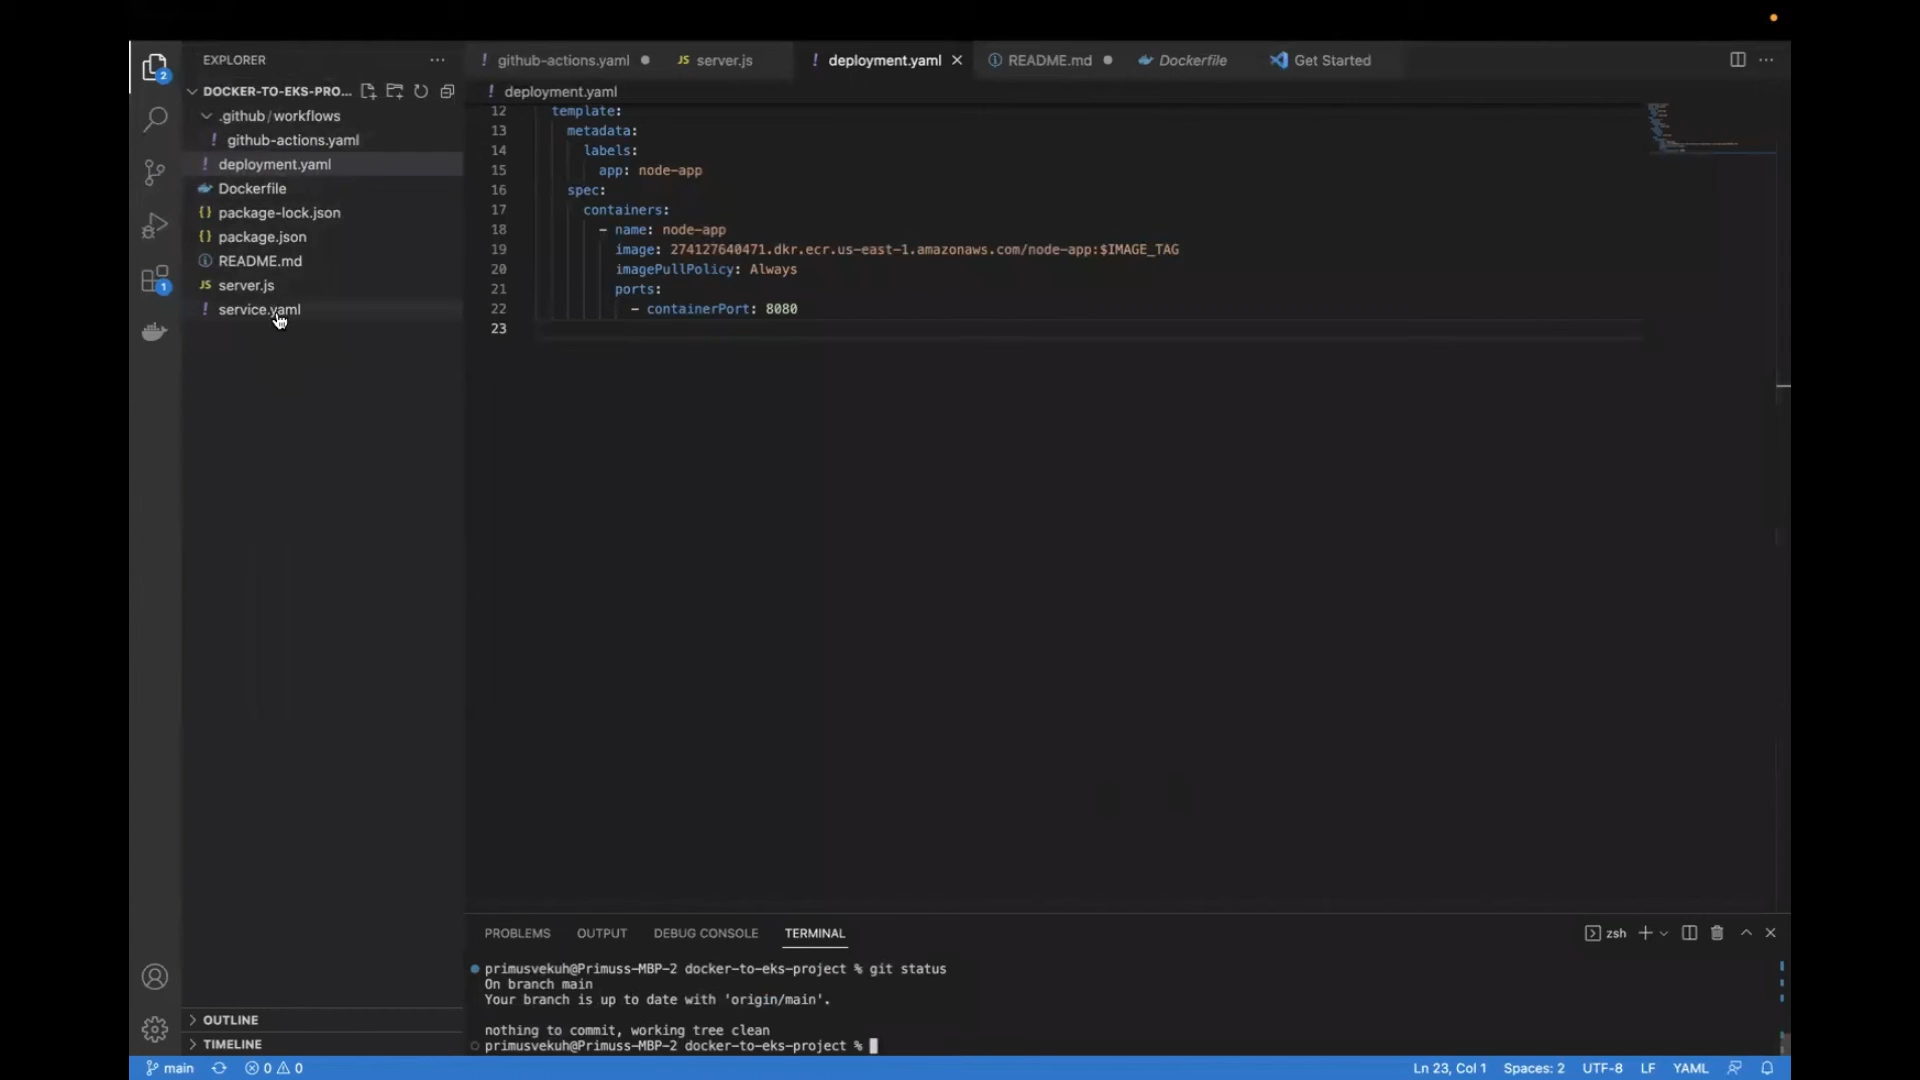 EXPLORER
DOCKER-TO-EKS-PRO...
.github/workflows
github-actions.yaml
deployment.yaml
Dockerfile
package-lock.json
package.json
README.md
server.js
service.yaml
OUTLINE
TIMELINE
github-actions.yaml
JS server.js
deployment.yaml
README.md
Dockerfile
Get Started
deployment.yaml
12 template:
13 metadata:
14 labels:
15 app: node-app
16 spec:
17 containers:
18 - name: node-app
19 image: 274127640471.dkr.ecr.us-east-1.amazonaws.com/node-app:$IMAGE_TAG
20 imagePullPolicy: Always
21 ports:
22 - containerPort: 8080
23
PROBLEMS OUTPUT DEBUG CONSOLE TERMINAL
zsh
primusvekuh@Primuss-MBP-2 docker-to-eks-project % git status
On branch main
Your branch is up to date with 'origin/main'.
nothing to commit, working tree clean
primusvekuh@Primuss-MBP-2 docker-to-eks-project %
main 0 0 Ln 23, Col 1 Spaces: 2 UTF-8 LF YAML